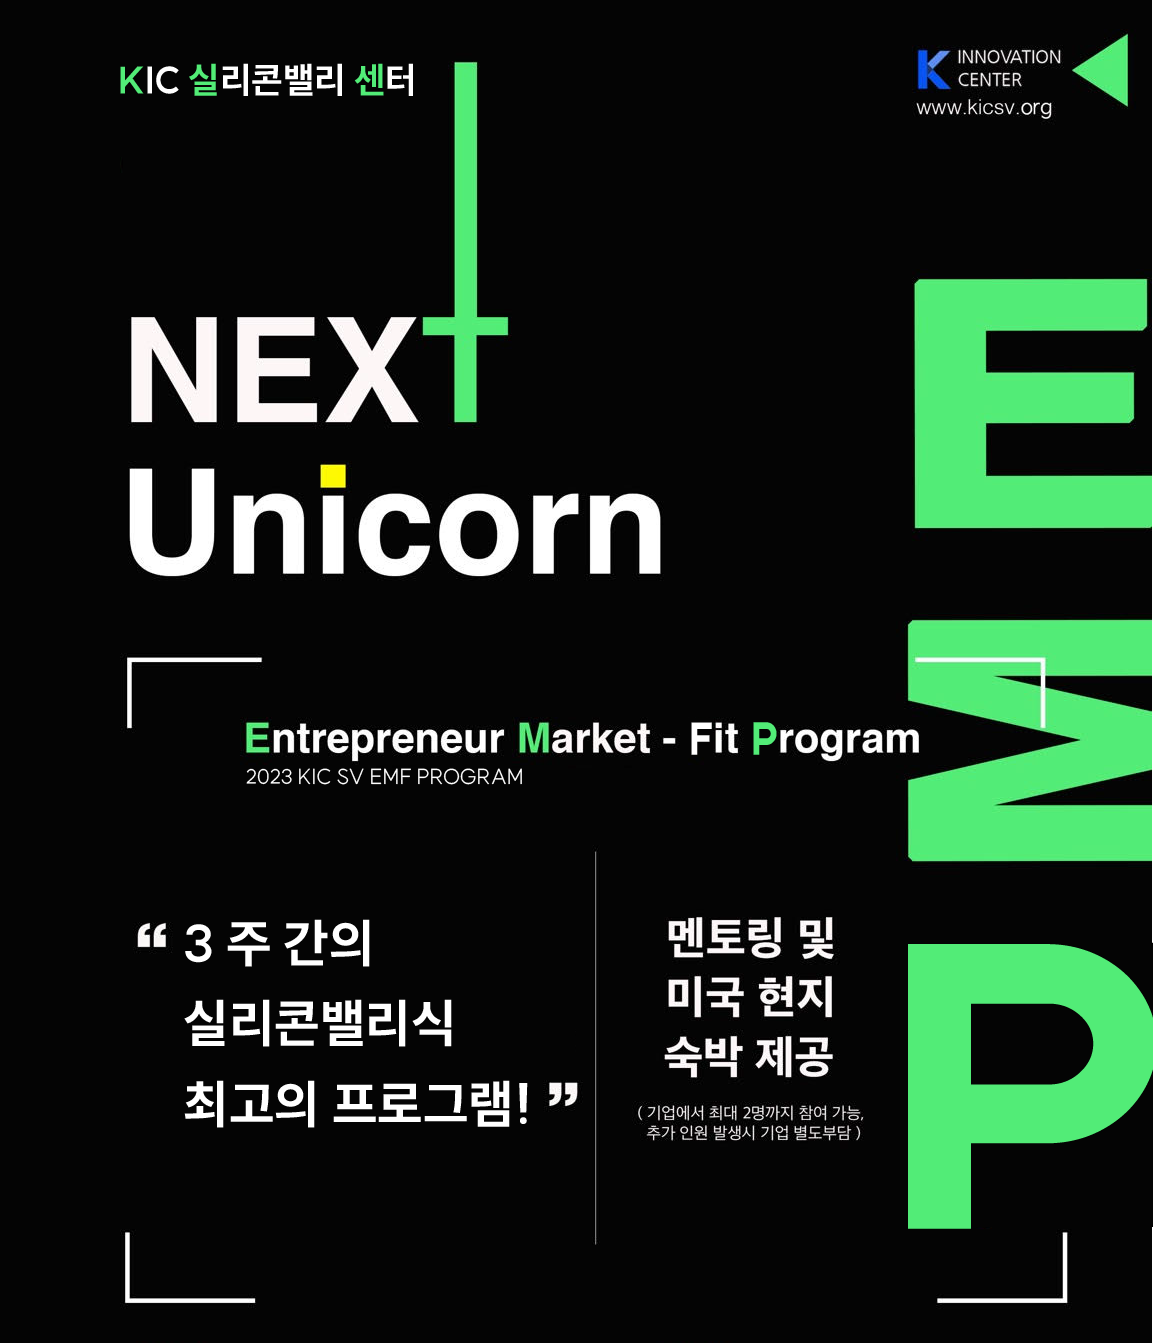 KIC 실리콘밸리 센터
INNOVATION
CENTER
www.kicsv.org
NEXt
Unicorn
EMP
Entrepreneur Market - Fit Program
2023 KIC SV EMF PROGRAM
“ 3 주 간의
실리콘밸리식
최고의 프로그램! ”
멘토링 및
미국 현지
숙박 제공
( 기업에서 최대 2명까지 참여 가능,
추가 인원 발생시 기업 별도부담 )